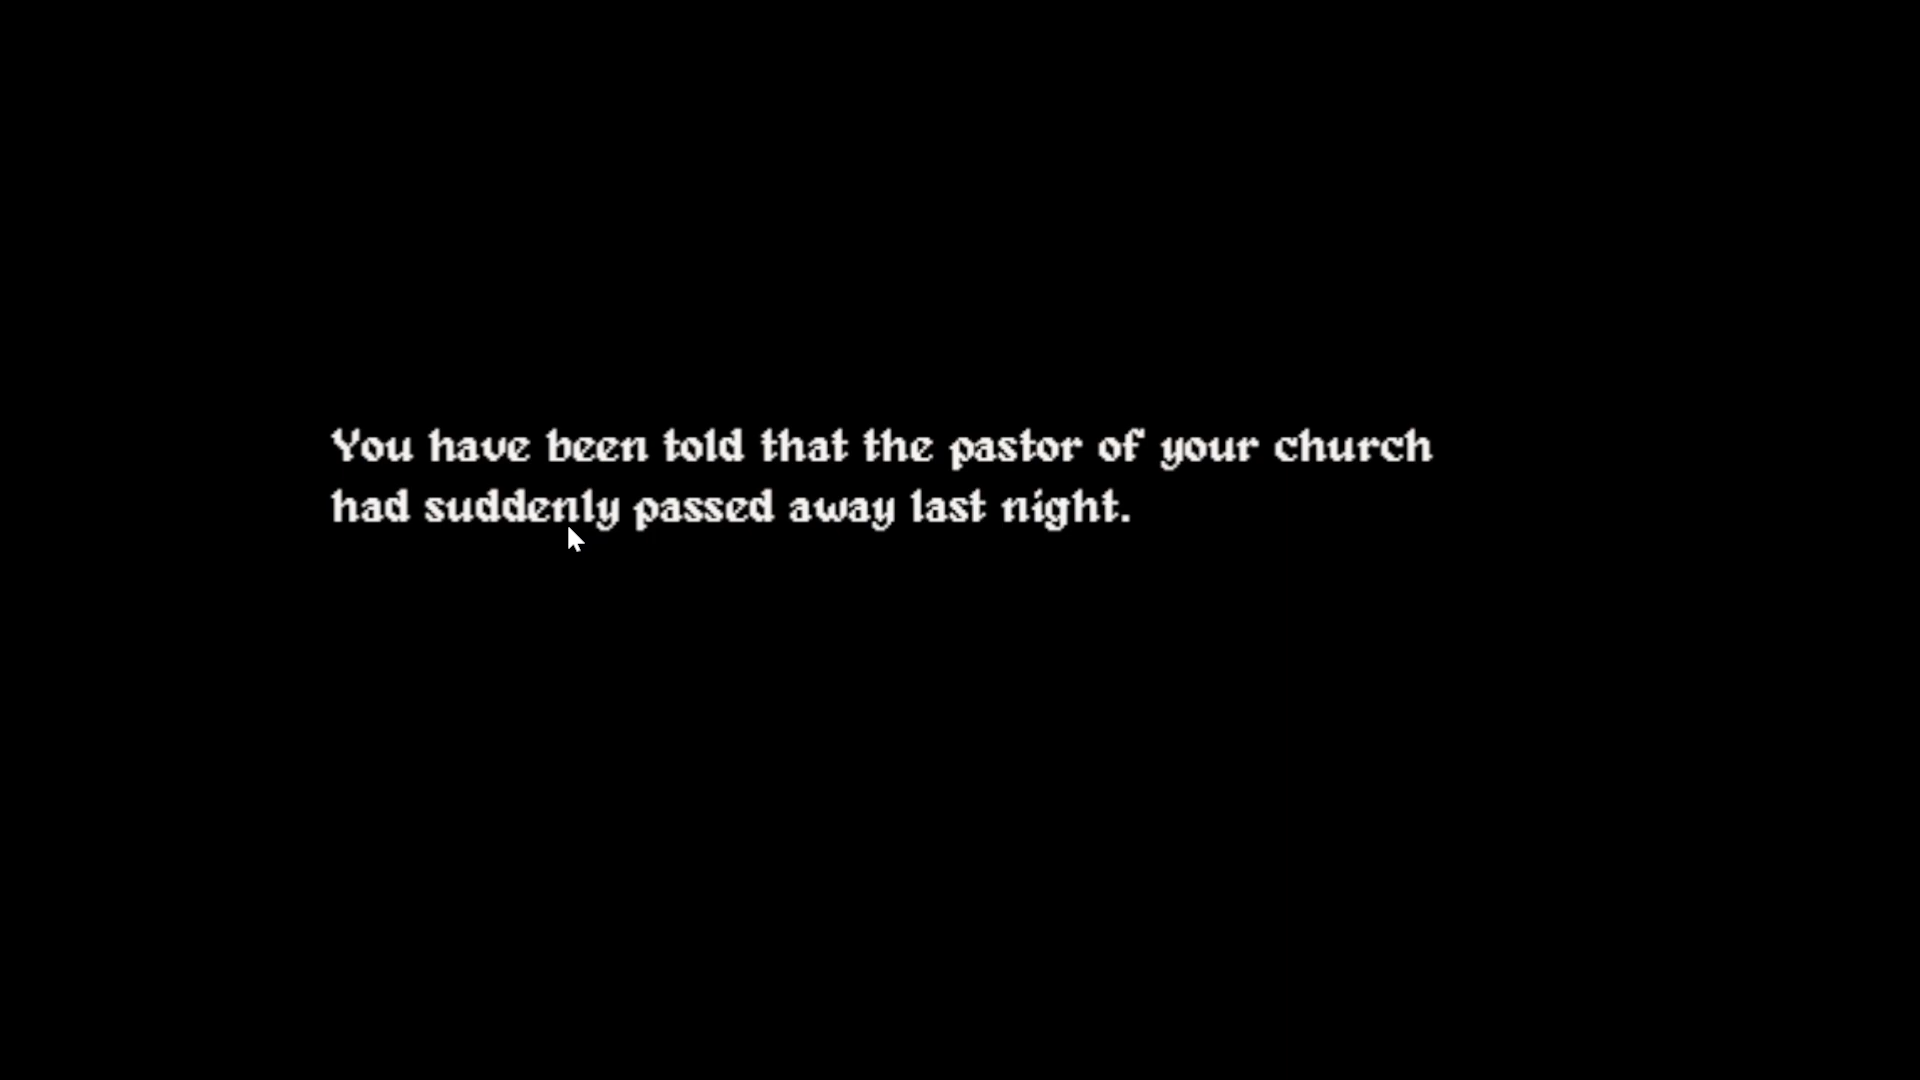 You have been told that the pastor of your church
had suddenly passed away last night.